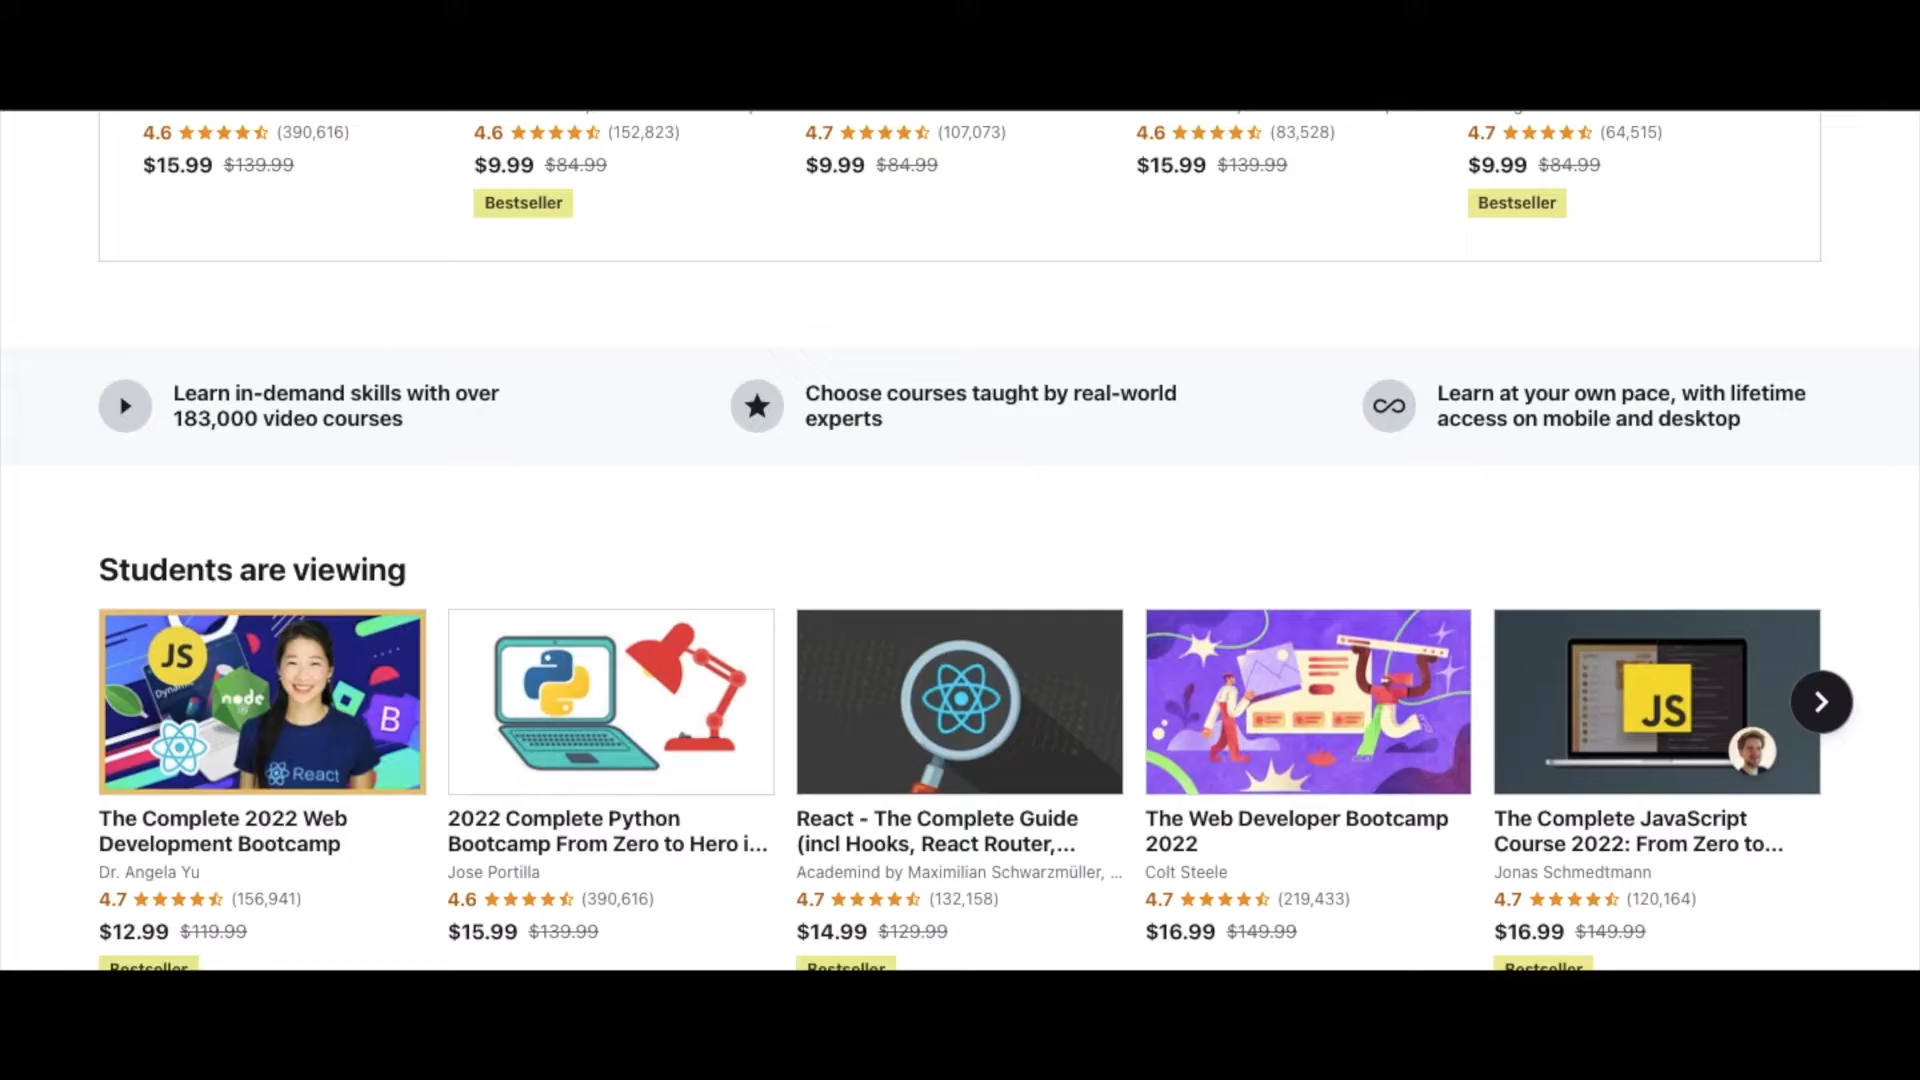 4.6 (390,616) 4.6 (152,823) 4.7 (107,073) 4.6 (83,528) 4.7 (64,515)
$15.99 $139.99 $9.99 $84.99 $9.99 $84.99 $15.99 $139.99 $9.99 $84.99
Bestseller Bestseller
Learn in-demand skills with over
183,000 video courses
Choose courses taught by real-world
experts
Learn at your own pace, with lifetime
access on mobile and desktop
Students are viewing
JS
node
B
React
JS
The Complete 2022 Web
Development Bootcamp
Dr. Angela Yu
4.7 (156,941)
$12.99 $119.99
Bestseller
2022 Complete Python
Bootcamp From Zero to Hero i...
Jose Portilla
4.6 (390,616)
$15.99 $139.99
React - The Complete Guide
(incl Hooks, React Router,...
Academind by Maximilian Schwarzmüller, ...
4.7 (132,158)
$14.99 $129.99
Bestseller
The Web Developer Bootcamp
2022
Colt Steele
4.7 (219,433)
$16.99 $149.99
The Complete JavaScript
Course 2022: From Zero to...
Jonas Schmedtmann
4.7 (120,164)
$16.99 $149.99
Bestseller